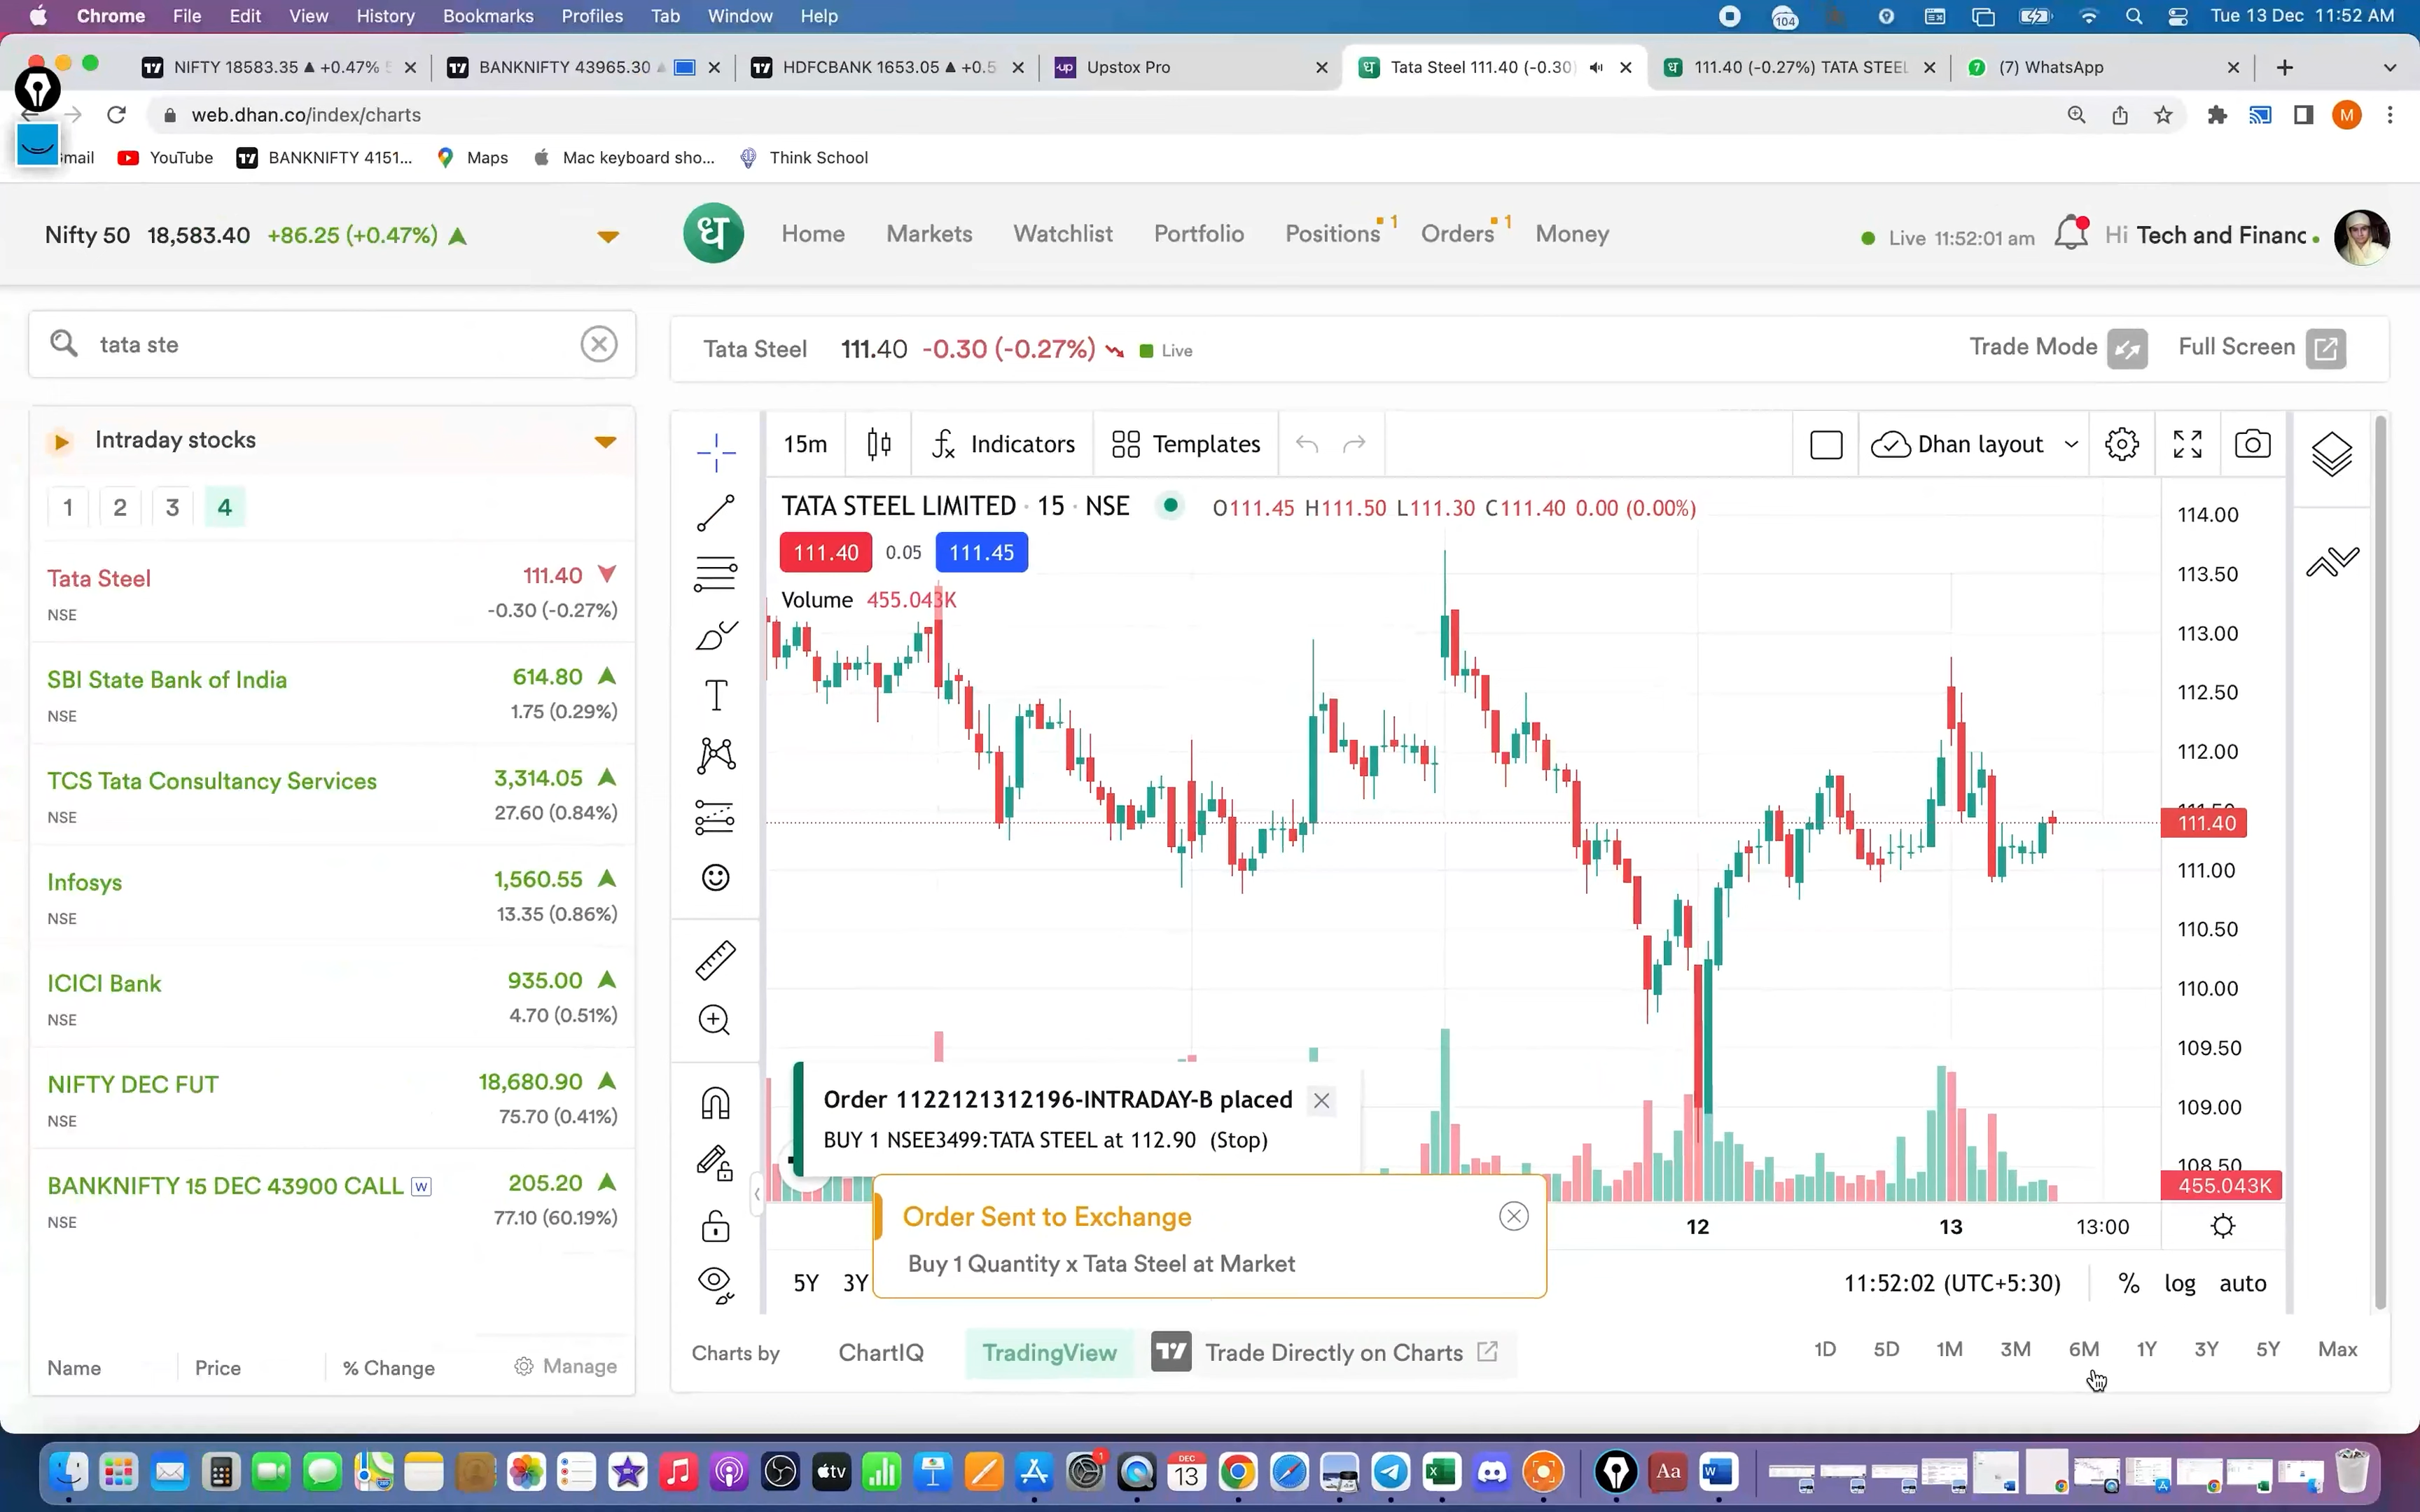 Chrome File Edit View History Bookmarks Profiles Tab Window Help
104 Tue 13 Dec 11:52 AM
NIFTY 18583.35 ▲ +0.47%
BANKNIFTY 43965.30
HDFCBANK 1653.05 ▲ +0.5
up Upstox Pro
ध Tata Steel 111.40 (-0.30)
ध 111.40 (-0.27%) TATA STEEL
7 (7) WhatsApp
web.dhan.co/index/charts
M
YouTube
BANKNIFTY 4151...
Maps
Mac keyboard sho...
Think School
Nifty 50 18,583.40 +86.25 (+0.47%)
ध Home Markets Watchlist Portfolio Positions 1 Orders 1 Money
Live 11:52:01 am
Hi Tech and Financ
tata ste
Intraday stocks
1 2 3 4
Tata Steel 111.40
NSE -0.30 (-0.27%)
SBI State Bank of India 614.80
NSE 1.75 (0.29%)
TCS Tata Consultancy Services 3,314.05
NSE 27.60 (0.84%)
Infosys 1,560.55
NSE 13.35 (0.86%)
ICICI Bank 935.00
NSE 4.70 (0.51%)
NIFTY DEC FUT 18,680.90
NSE 75.70 (0.41%)
BANKNIFTY 15 DEC 43900 CALL W 205.20
NSE 77.10 (60.19%)
Name Price % Change Manage
Tata Steel 111.40 -0.30 (-0.27%) Live
Trade Mode Full Screen
15m Indicators Templates
Dhan layout
TATA STEEL LIMITED · 15 · NSE O111.45 H111.50 L111.30 C111.40 0.00 (0.00%)
111.40 0.05 111.45
Volume 455.043K
114.00
113.50
113.00
112.50
112.00
111.40
111.00
110.50
110.00
109.50
109.00
108.50
455.043K
Order 1122121312196-INTRADAY-B placed
BUY 1 NSEE3499:TATA STEEL at 112.90 (Stop)
Order Sent to Exchange
Buy 1 Quantity x Tata Steel at Market
12 13 13:00
5Y 3Y
11:52:02 (UTC+5:30) % log auto
Charts by ChartIQ TradingView Trade Directly on Charts
1D 5D 1M 3M 6M 1Y 3Y 5Y Max
tv
DEC
13
1
Aa
W